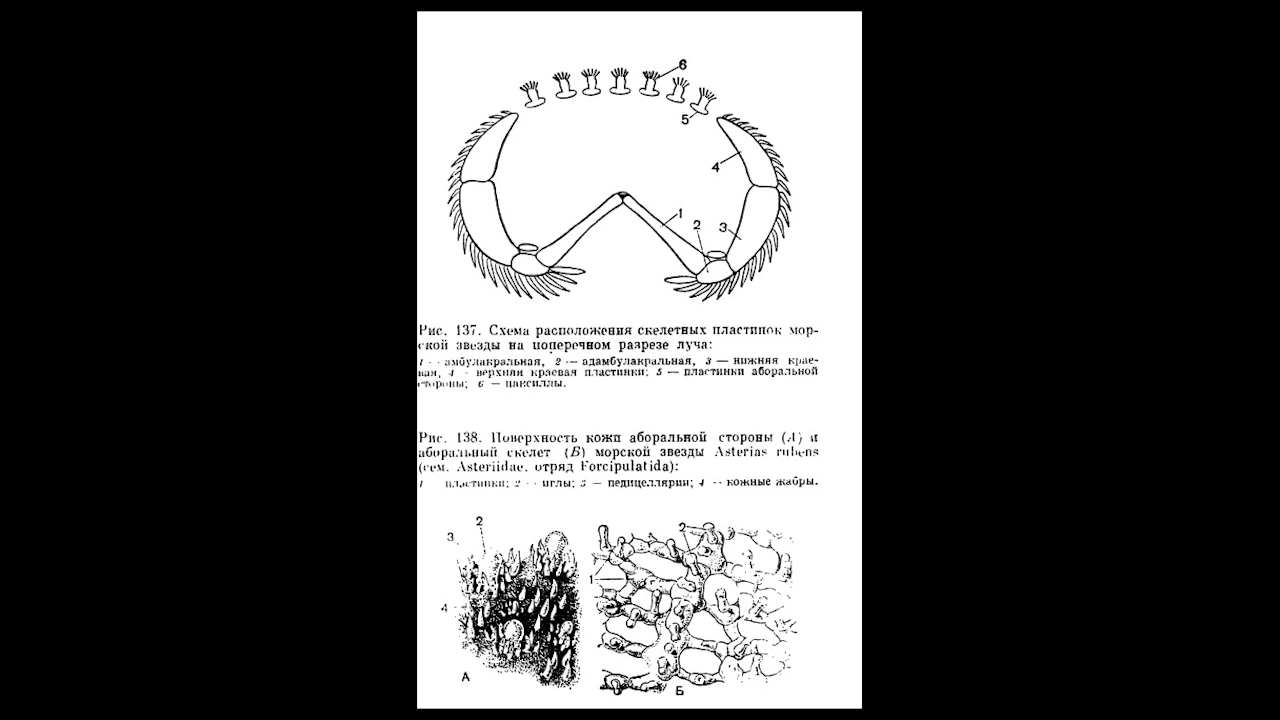 6
5
4
1
2
3
Рис. 137. Схема расположения скелетных пластинок мор-
ской звезды на поперечном разрезе луча:
1 — амбулакральная, 2 — адамбулакральная, 3 — нижняя крае-
вая, 4 — верхняя краевая пластинки; 5 — пластинки аборальной
стороны; 6 — паксиллы.
Рис. 138. Поверхность кожи аборальной стороны (А) и
аборальный скелет (Б) морской звезды Asterias rubens
(сем. Asteriidae, отряд Forcipulatida):
1 — пластинки; 2 — иглы; 3 — педицеллярии; 4 — кожные жабры.
2
3
4
А
2
1
Б